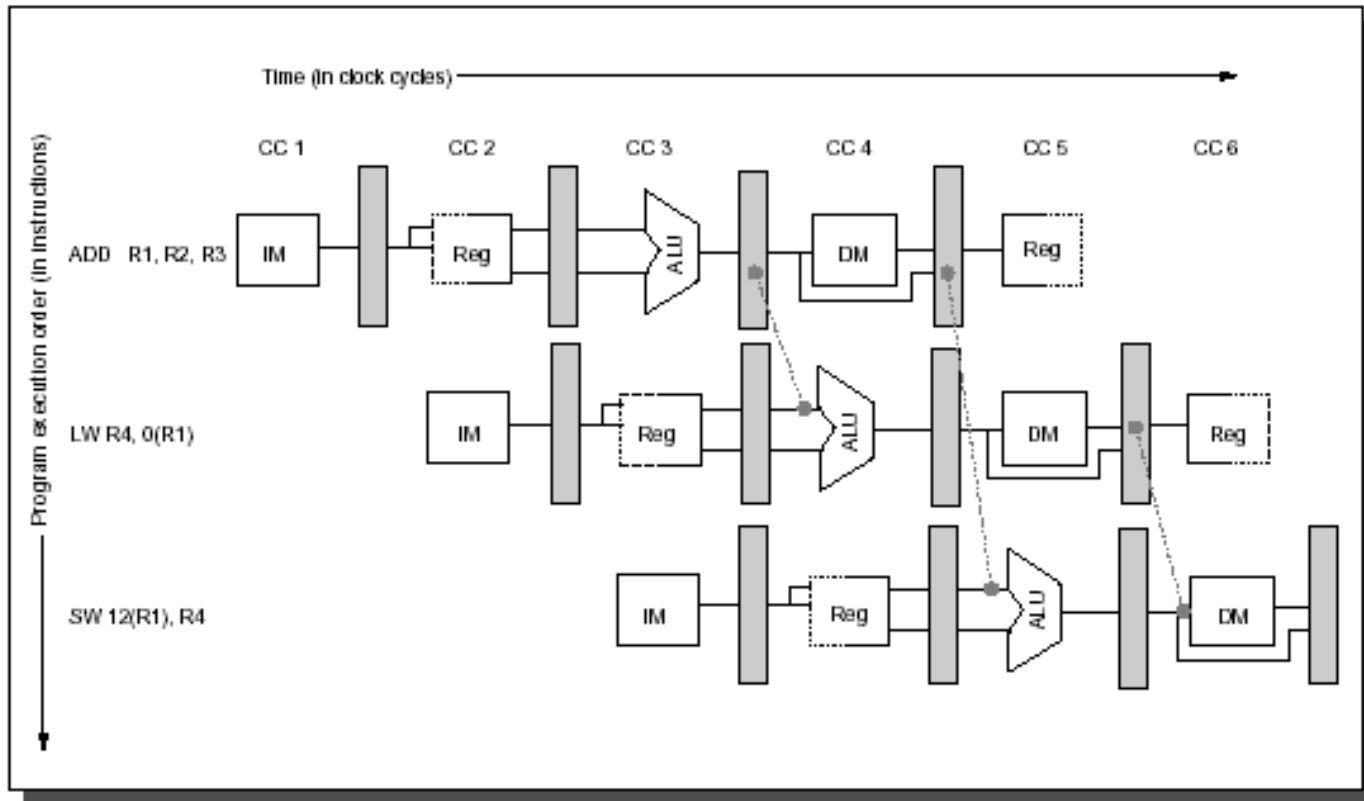 Time (in clock cycles)
Program execution order (in instructions)
CC 1 CC 2 CC 3 CC 4 CC 5 CC 6
ADD R1, R2, R3 IM Reg ALU DM Reg
LW R4, 0(R1) IM Reg ALU DM Reg
SW 12(R1), R4 IM Reg ALU DM